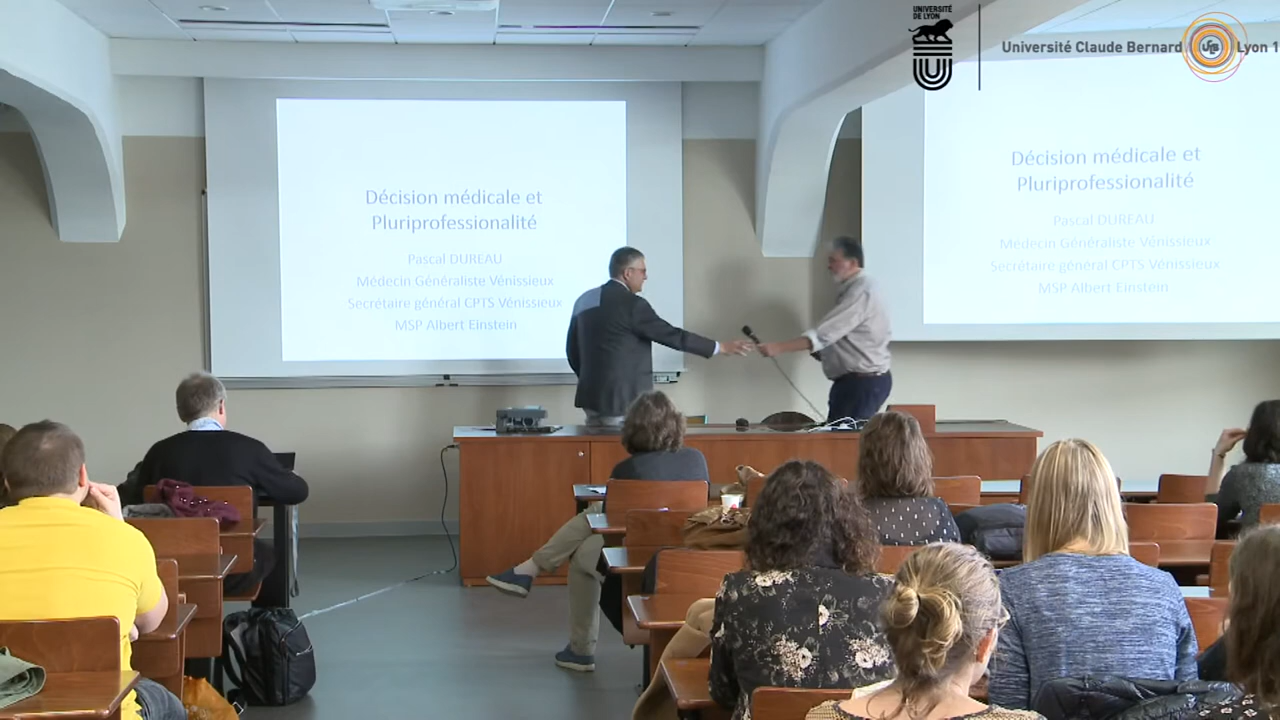 UNIVERSITÉ
DE LYON
Université Claude Bernard Lyon 1
Décision médicale et
Pluriprofessionalité
Pascal DUREAU
Médecin Généraliste Vénissieux
Secrétaire général CPTS Vénissieux
MSP Albert Einstein
Décision médicale et
Pluriprofessionalité
Pascal DUREAU
Médecin Généraliste Vénissieux
Secrétaire général CPTS Vénissieux
MSP Albert Einstein